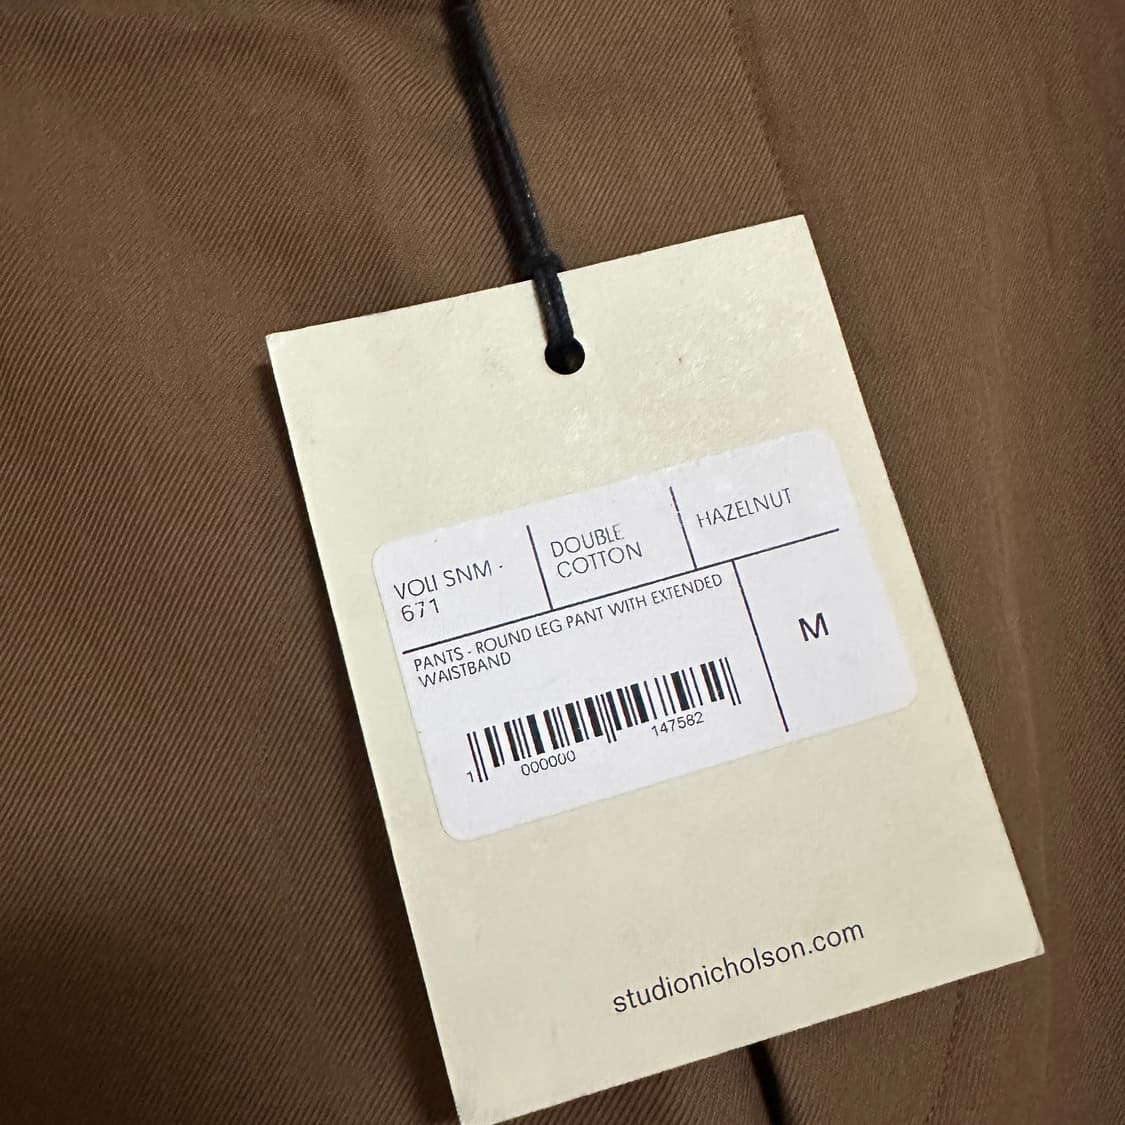 VOLI SNM -
671
DOUBLE
COTTON
HAZELNUT
PANTS - ROUND LEG PANT WITH EXTENDED
WAISTBAND
M
1 000000 147582
studionicholson.com